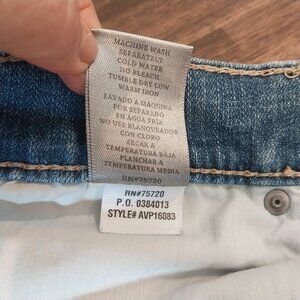 MACHINE WASH
SEPARATELY
COLD WATER
NO BLEACH
TUMBLE DRY LOW
WARM IRON
LAVADO A MAQUINA
POR SEPARADO
EN AGUA FRIA
NO USE BLANQUEADOR
CON CLORO
SECAR A
TEMPERATURA BAJA
PLANCHAR A
TEMPERATURA MEDIA
RN#75720
RN#75720
P.O. 0384013
STYLE# AVP16083